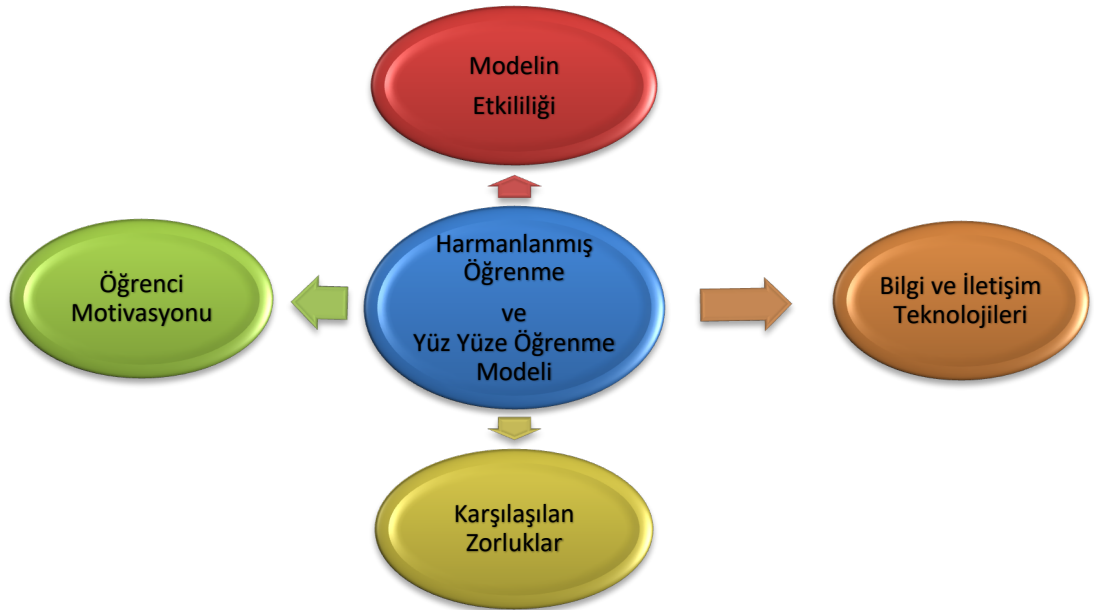 Modelin
Etkililiği
Harmanlanmış
Öğrenme
ve
Yüz Yüze Öğrenme
Modeli
Öğrenci
Motivasyonu
Bilgi ve İletişim
Teknolojileri
Karşılaşılan
Zorluklar